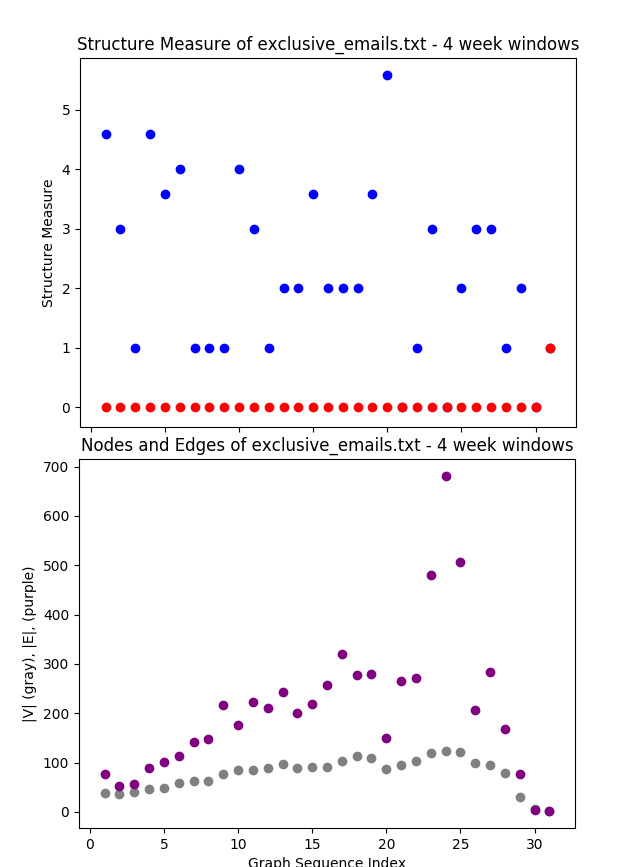 Structure Measure of exclusive_emails.txt - 4 week windows
Structure Measure
5
4
3
2
1
0
Nodes and Edges of exclusive_emails.txt - 4 week windows
|V| (gray), |E|, (purple)
700
600
500
400
300
200
100
0
0 5 10 15 20 25 30
Graph Sequence Index